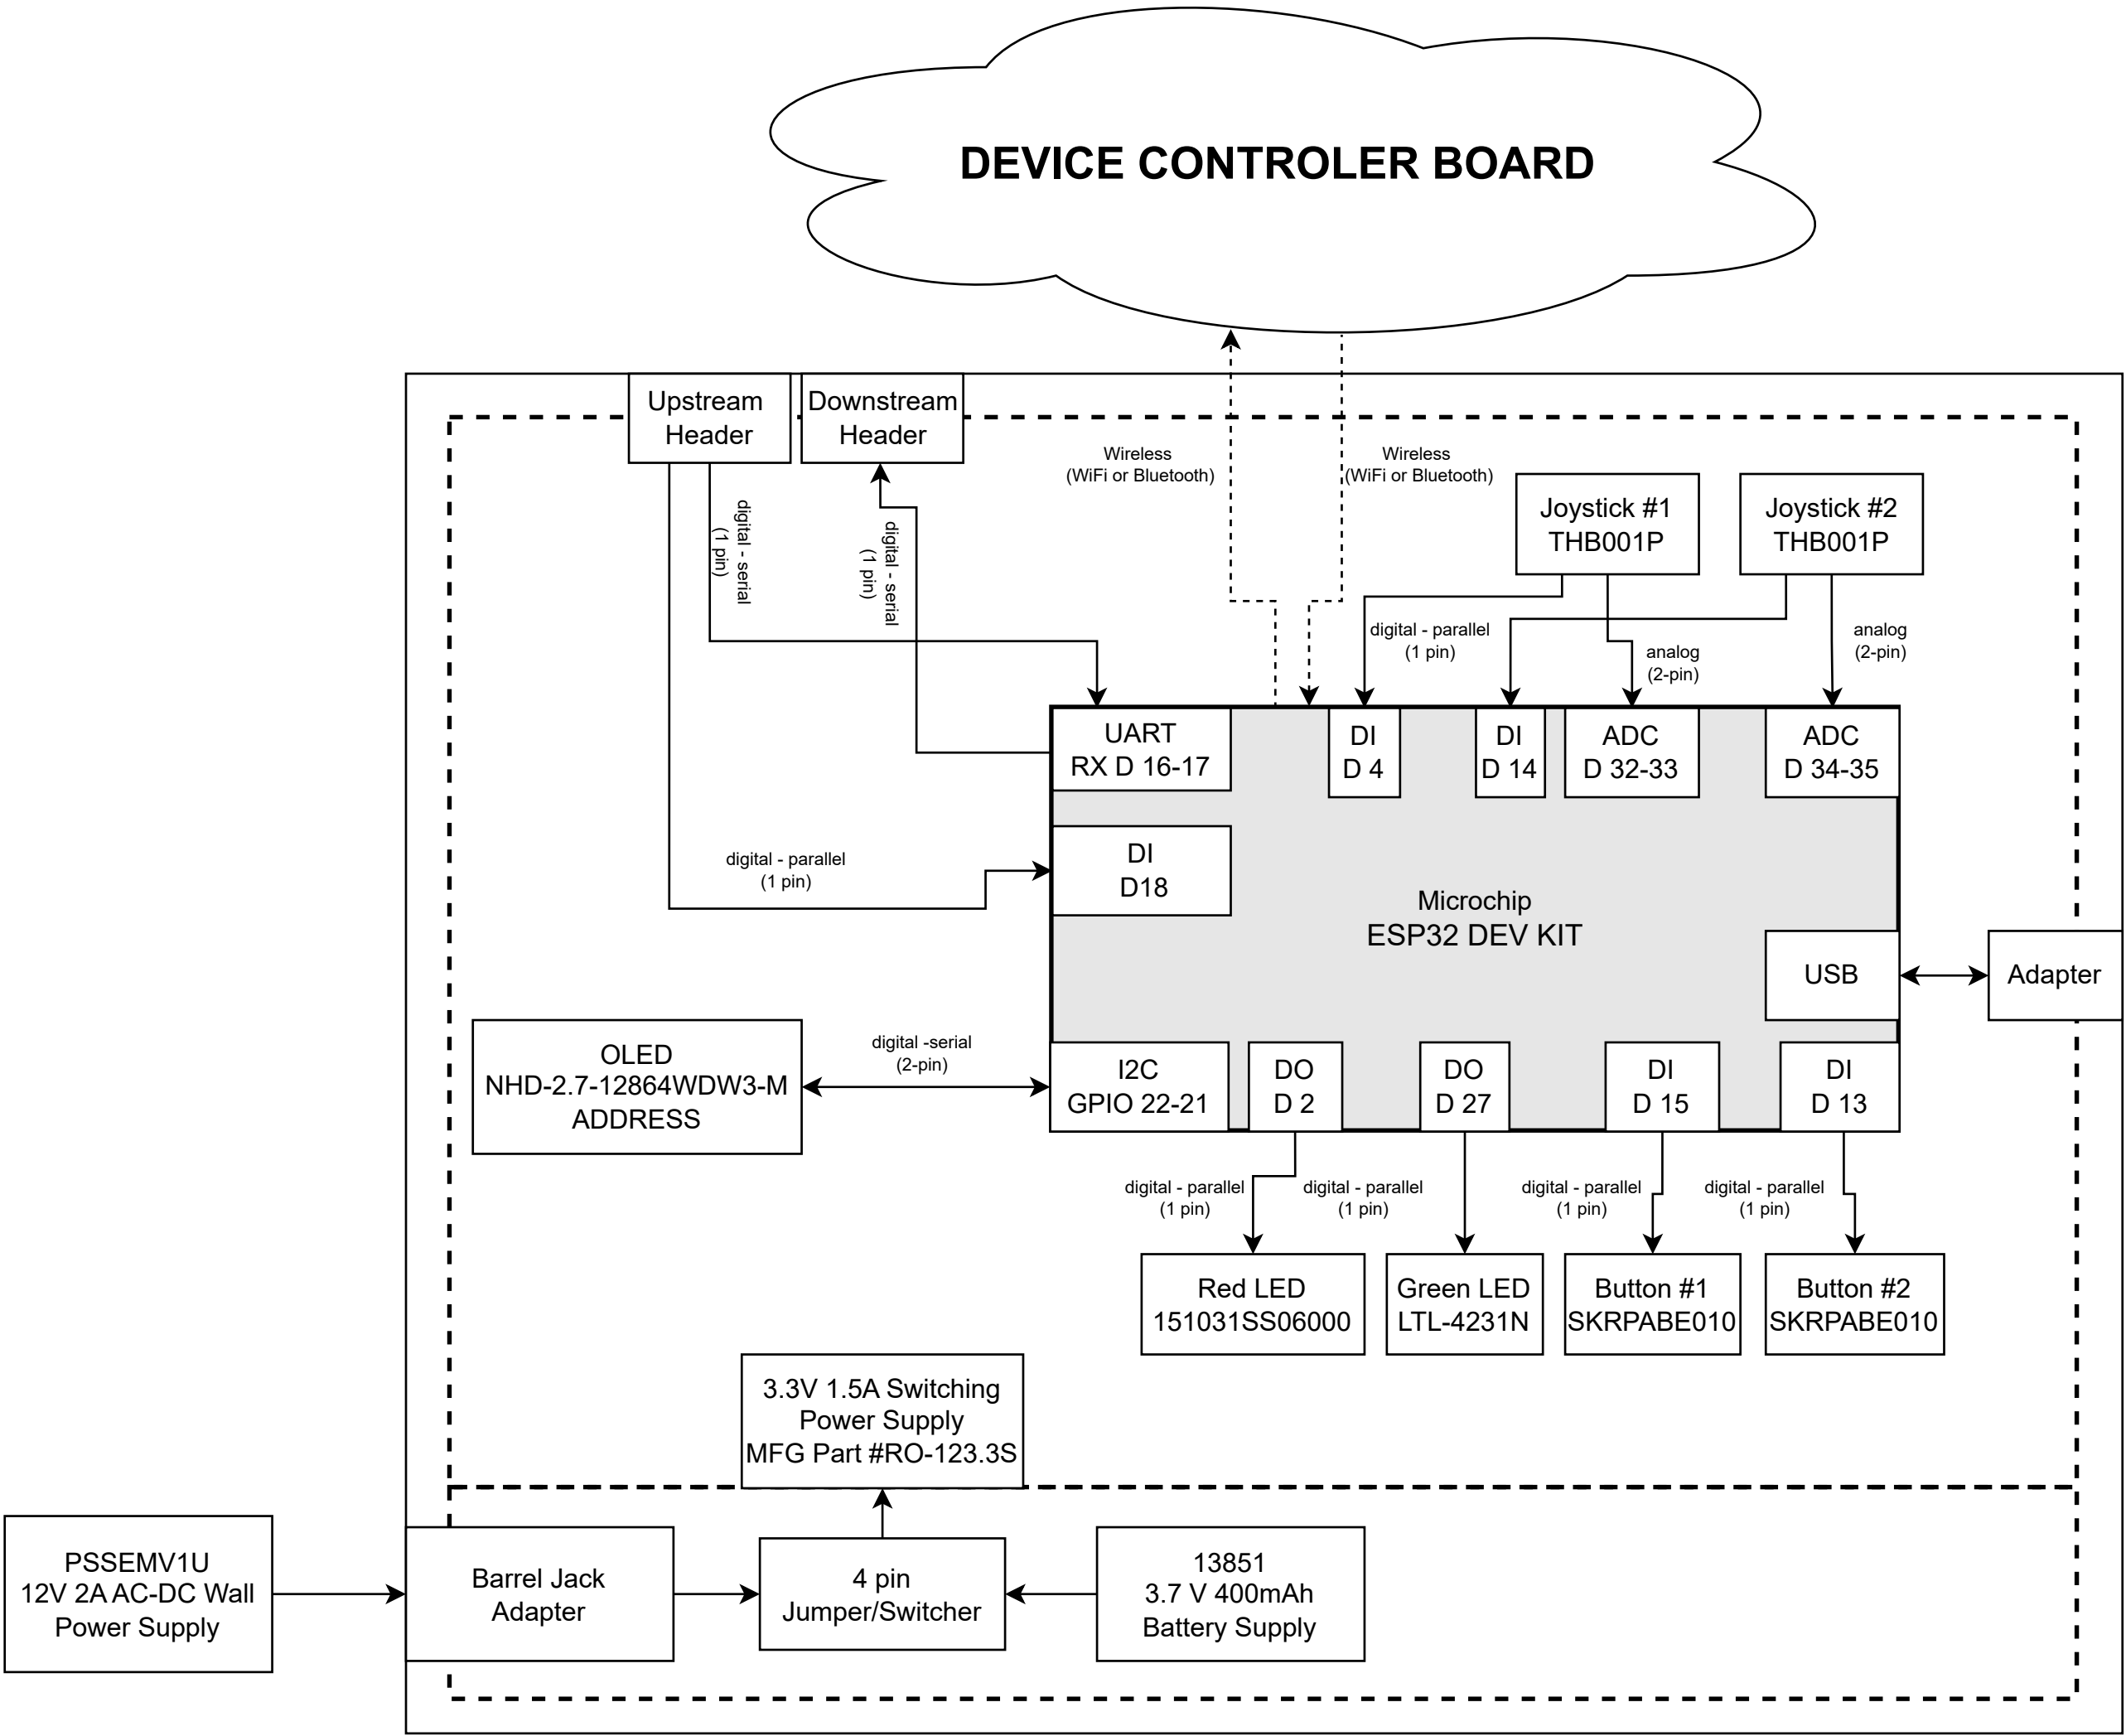 DEVICE CONTROLER BOARD
Upstream
Header
Downstream
Header
Wireless
(WiFi or Bluetooth)
Wireless
(WiFi or Bluetooth)
Joystick #1
THB001P
Joystick #2
THB001P
digital - serial
(1 pin)
digital - serial
(1 pin)
digital - parallel
(1 pin)
analog
(2-pin)
analog
(2-pin)
UART
RX D 16-17
DI
D 4
DI
D 14
ADC
D 32-33
ADC
D 34-35
digital - parallel
(1 pin)
DI
D18
Microchip
ESP32 DEV KIT
USB
Adapter
OLED
NHD-2.7-12864WDW3-M
ADDRESS
digital -serial
(2-pin)
I2C
GPIO 22-21
DO
D 2
DO
D 27
DI
D 15
DI
D 13
digital - parallel
(1 pin)
digital - parallel
(1 pin)
digital - parallel
(1 pin)
digital - parallel
(1 pin)
Red LED
151031SS06000
Green LED
LTL-4231N
Button #1
SKRPABE010
Button #2
SKRPABE010
3.3V 1.5A Switching
Power Supply
MFG Part #RO-123.3S
PSSEMV1U
12V 2A AC-DC Wall
Power Supply
Barrel Jack
Adapter
4 pin
Jumper/Switcher
13851
3.7 V 400mAh
Battery Supply